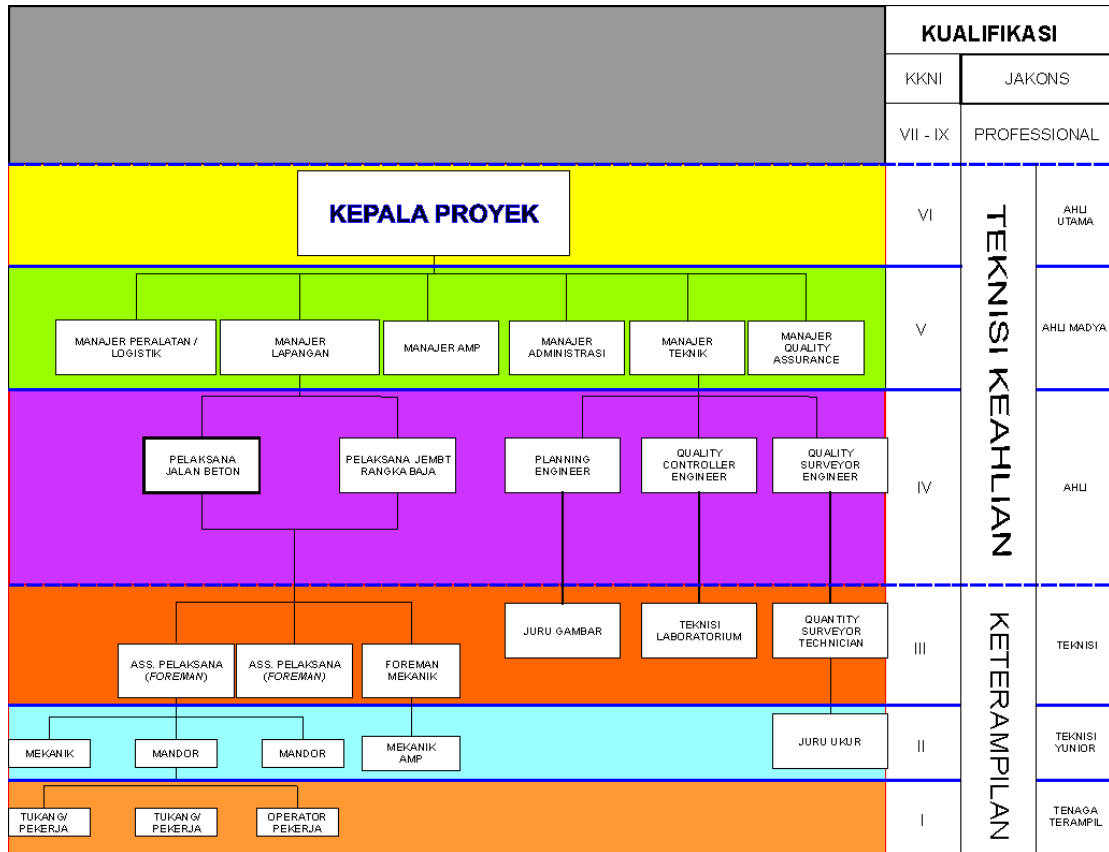 KUALIFIKASI
KKNI
JAKONS
VII - IX
PROFESSIONAL
KEPALA PROYEK
VI
TEKNISI KEAHLIAN
AHLI
UTAMA
MANAJER PERALATAN /
LOGISTIK
MANAJER
LAPANGAN
MANAJER AMP
MANAJER
ADMINISTRASI
MANAJER
TEKNIK
MANAJER
QUALITY
ASSURANCE
V
AHLI MADYA
PELAKSANA
JALAN BETON
PELAKSANA JEMBT
RANGKA BAJA
PLANNING
ENGINEER
QUALITY
CONTROLLER
ENGINEER
QUALITY
SURVEYOR
ENGINEER
IV
AHLI
JURU GAMBAR
TEKNISI
LABORATORIUM
QUANTITY
SURVEYOR
TECHNICIAN
ASS. PELAKSANA
(FOREMAN)
ASS. PELAKSANA
(FOREMAN)
FOREMAN
MEKANIK
III
KETERAMPILAN
TEKNISI
MEKANIK
MANDOR
MANDOR
MEKANIK
AMP
JURU UKUR
II
TEKNISI
YUNIOR
TUKANG/
PEKERJA
TUKANG/
PEKERJA
OPERATOR
PEKERJA
I
TENAGA
TERAMPIL